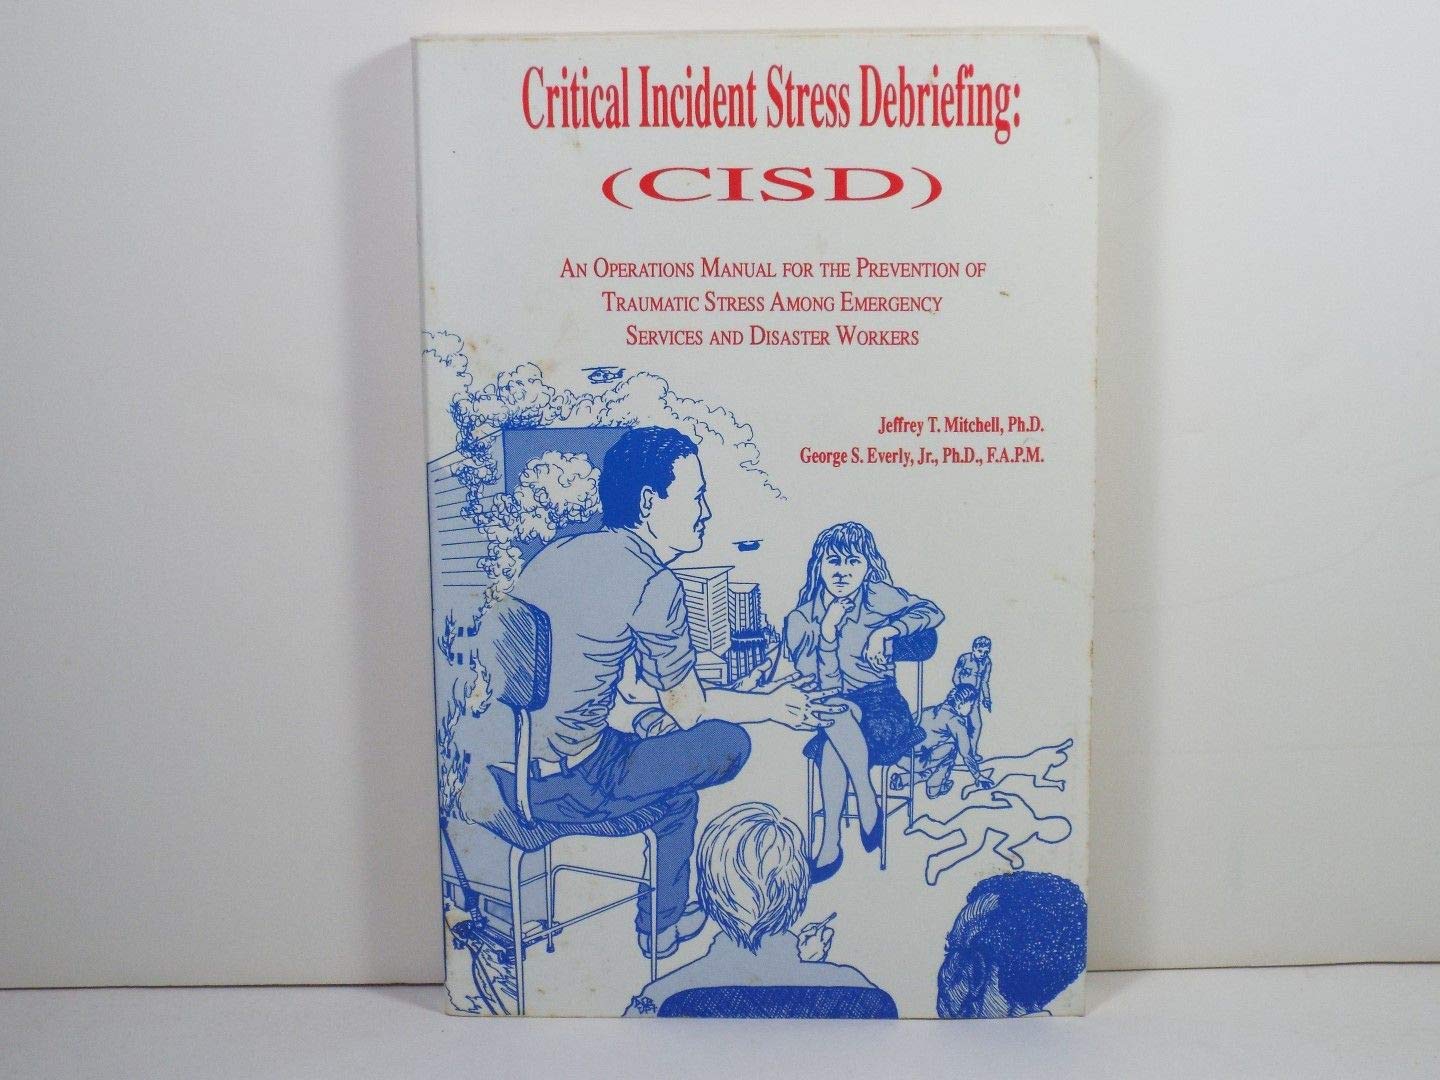 Critical Incident Stress Debriefing:
(CISD)
AN OPERATIONS MANUAL FOR THE PREVENTION OF
TRAUMATIC STRESS AMONG EMERGENCY
SERVICES AND DISASTER WORKERS
Jeffrey T. Mitchell, Ph.D.
George S. Everly, Jr., Ph.D., F.A.P.M.